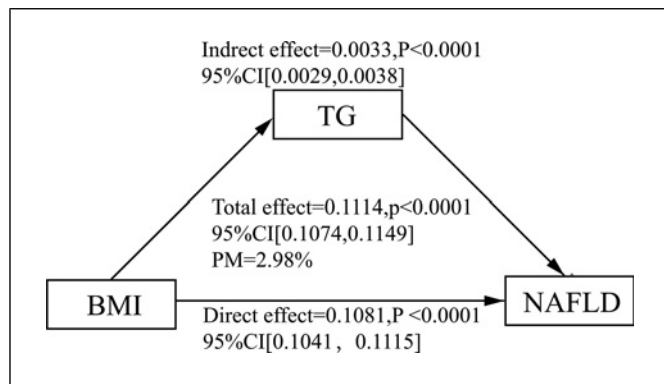 Indrect effect=0.0033,P<0.0001
95%CI[0.0029,0.0038]
TG
Total effect=0.1114,p<0.0001
95%CI[0.1074,0.1149]
PM=2.98%
BMI
NAFLD
Direct effect=0.1081,P <0.0001
95%CI[0.1041, 0.1115]